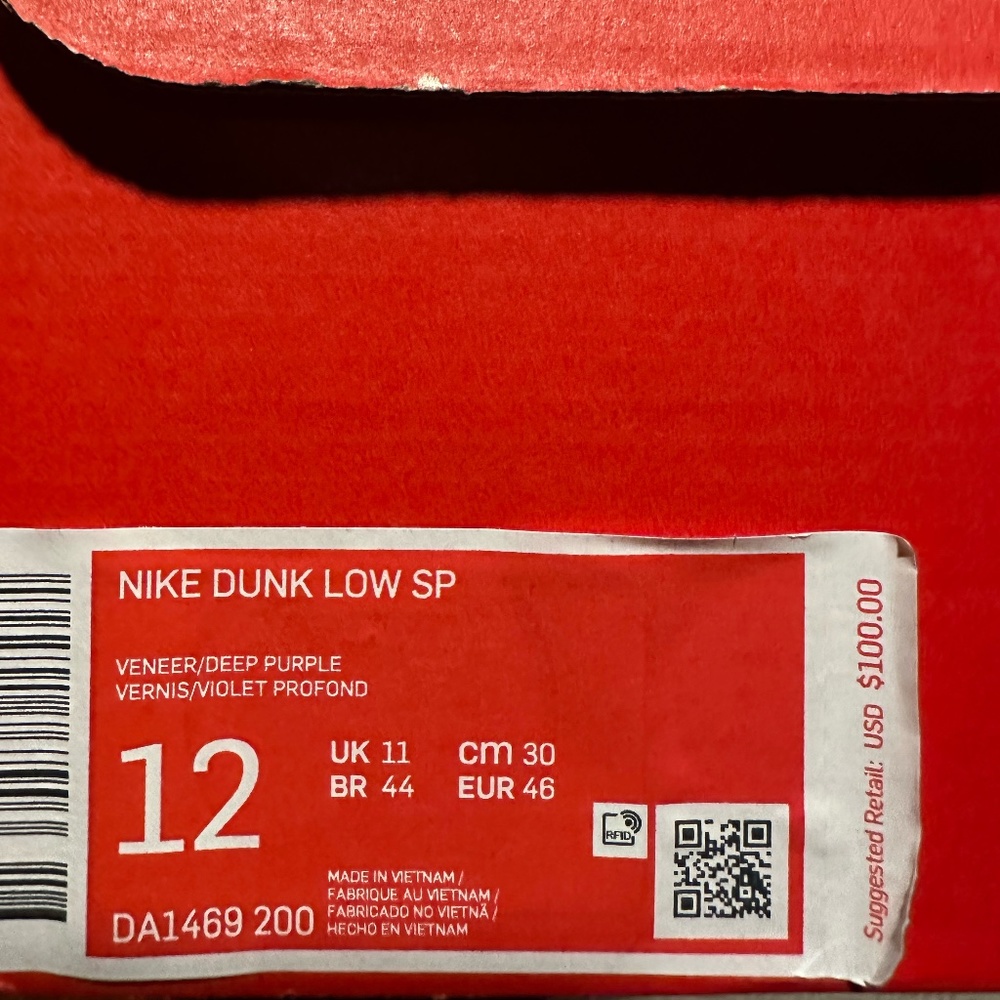 NIKE DUNK LOW SP
VENEER/DEEP PURPLE
VERNIS/VIOLET PROFOND
12
UK 11 cm 30
BR 44 EUR 46
RFID
MADE IN VIETNAM /
FABRIQUE AU VIETNAM /
FABRICADO NO VIETNÃ /
HECHO EN VIETNAM
DA1469 200
Suggested Retail: USD $100.00